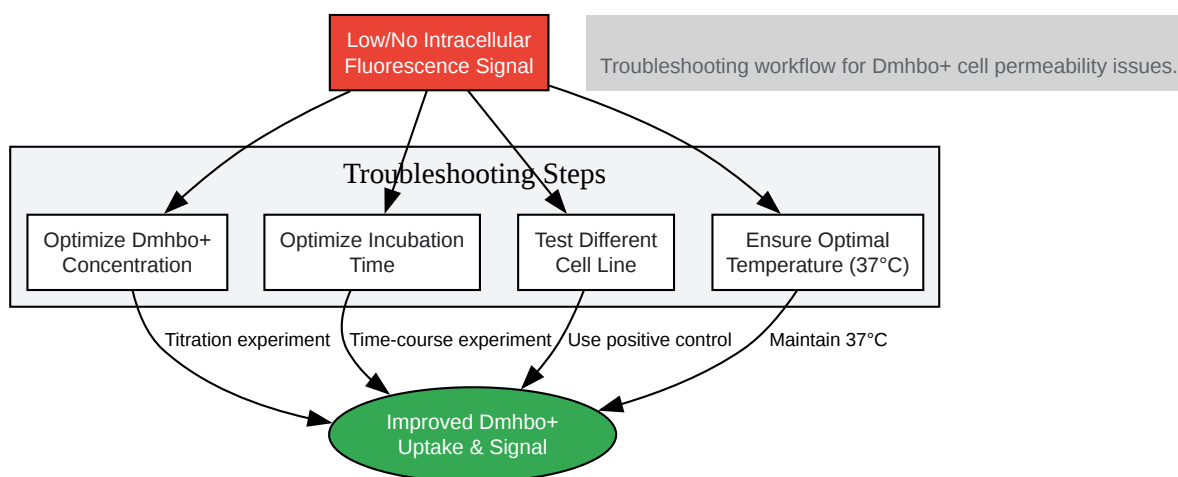 Low/No Intracellular
Fluorescence Signal
Troubleshooting workflow for Dmhbo+ cell permeability issues.
Troubleshooting Steps
Optimize Dmhbo+
Concentration
Optimize Incubation
Time
Test Different
Cell Line
Ensure Optimal
Temperature (37°C)
Titration experiment
Time-course experiment
Use positive control
Maintain 37°C
Improved Dmhbo+
Uptake & Signal